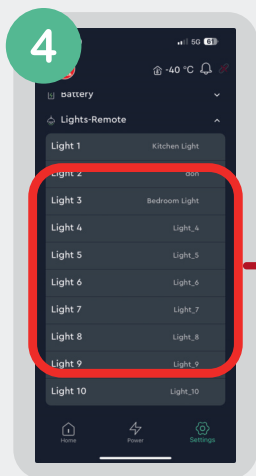 4
5G 61
-40 °C
Battery
Lights-Remote
Light 1 Kitchen Light
Light 2 don
Light 3 Bedroom Light
Light 4 Light_4
Light 5 Light_5
Light 6 Light_6
Light 7 Light_7
Light 8 Light_8
Light 9 Light_9
Light 10 Light_10
Home Power Settings